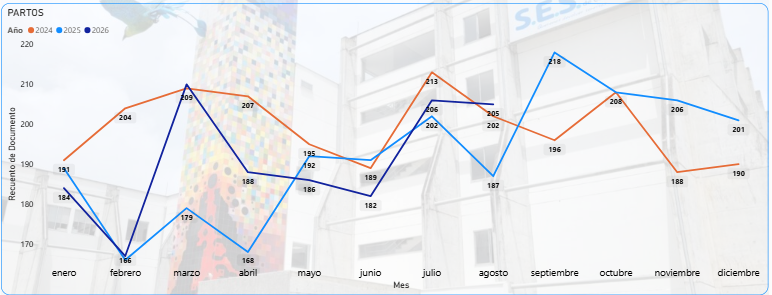 PARTOS
Año 2024 2025 2026
S.E.S.
220
210
200
190
180
170
Recuento de Documento
191 204 209 207 195 189 213 202 196 208 188 190
179 168 192 202 187 218 206 201
184 166 188 186 182 206 205
enero febrero marzo abril mayo junio julio agosto septiembre octubre noviembre diciembre
Mes